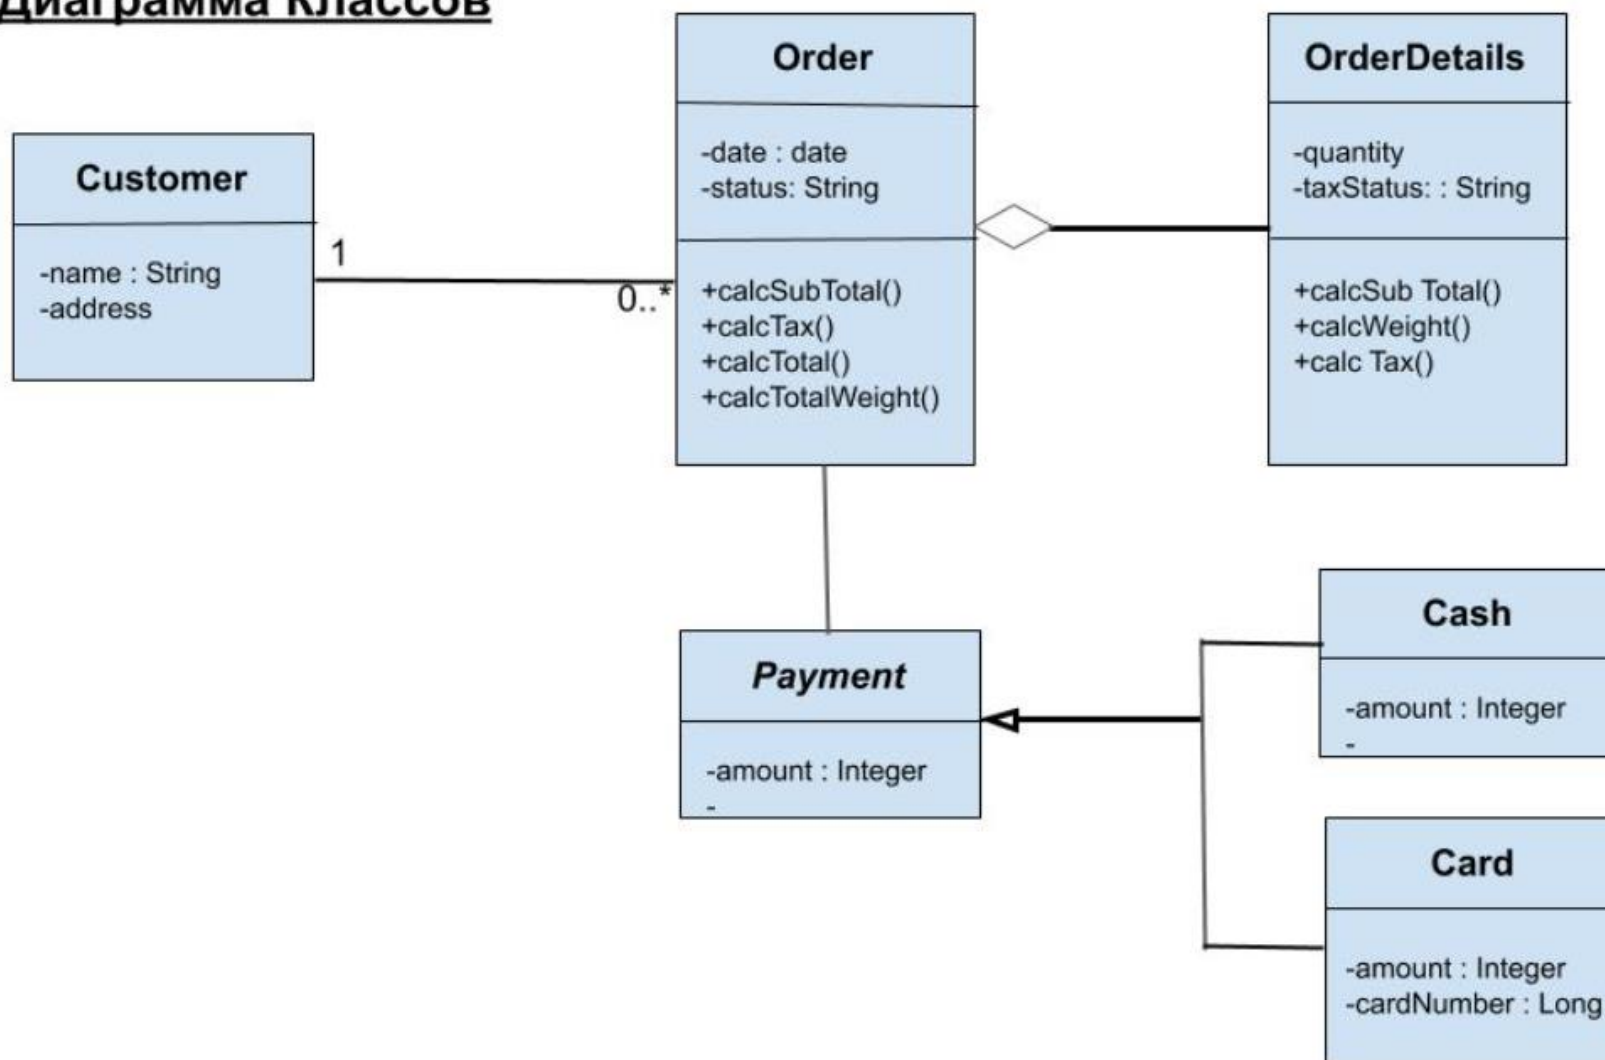 Диаграмма Классов
Customer
-name : String
-address
1
0..*
Order
-date : date
-status: String
+calcSubTotal()
+calcTax()
+calcTotal()
+calcTotalWeight()
OrderDetails
-quantity
-taxStatus: : String
+calcSub Total()
+calcWeight()
+calc Tax()
Payment
-amount : Integer
-
Cash
-amount : Integer
-
Card
-amount : Integer
-cardNumber : Long